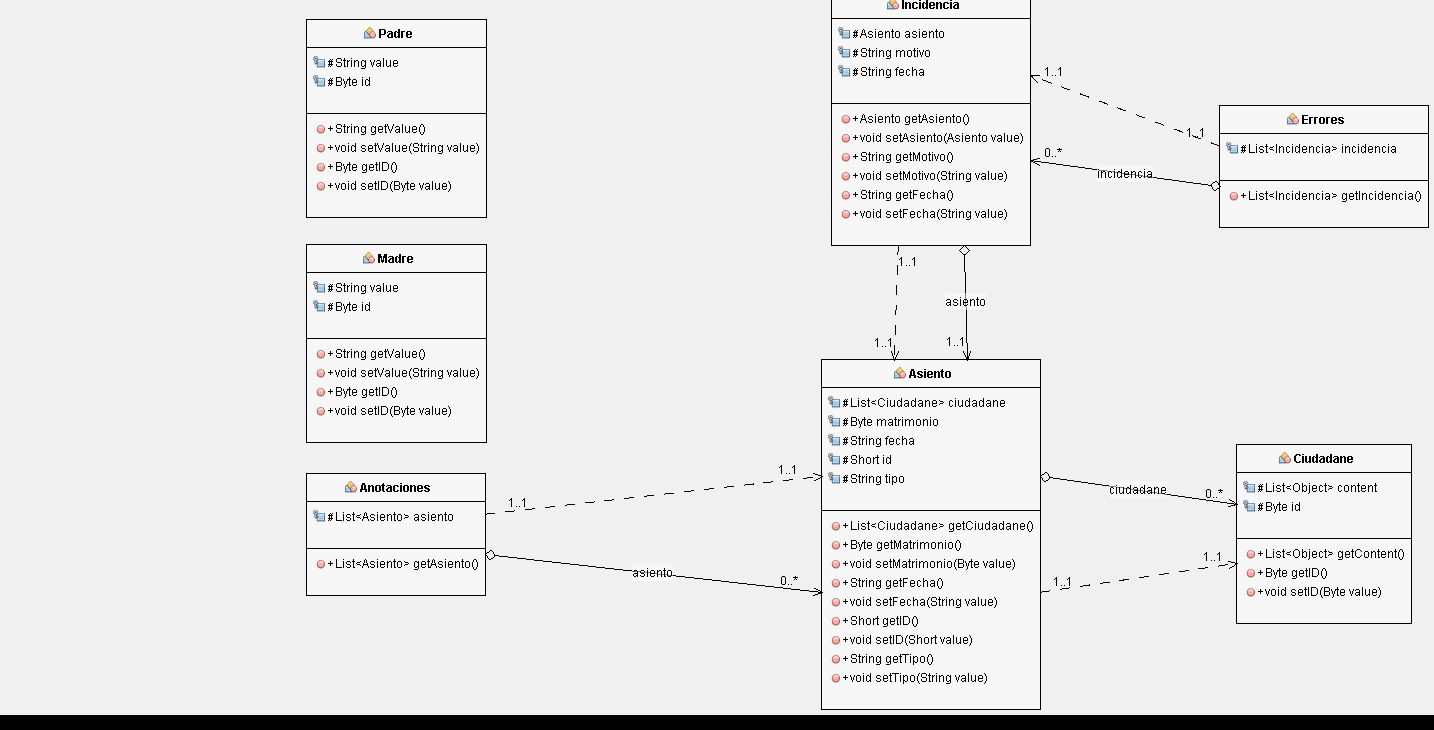 Padre
#String value
#Byte id
+String getValue()
+void setValue(String value)
+Byte getID()
+void setID(Byte value)
Madre
#String value
#Byte id
+String getValue()
+void setValue(String value)
+Byte getID()
+void setID(Byte value)
Anotaciones
#List<Asiento> asiento
+List<Asiento> getAsiento()
1..1
1..1
asiento
0..*
Incidencia
#Asiento asiento
#String motivo
#String fecha
+Asiento getAsiento()
+void setAsiento(Asiento value)
+String getMotivo()
+void setMotivo(String value)
+String getFecha()
+void setFecha(String value)
1..1
1..1
0..*
incidencia
Errores
#List<Incidencia> incidencia
+List<Incidencia> getIncidencia()
1..1
asiento
1..1
1..1
Asiento
#List<Ciudadane> ciudadane
#Byte matrimonio
#String fecha
#Short id
#String tipo
+List<Ciudadane> getCiudadane()
+Byte getMatrimonio()
+void setMatrimonio(Byte value)
+String getFecha()
+void setFecha(String value)
+Short getID()
+void setID(Short value)
+String getTipo()
+void setTipo(String value)
ciudadane
0..*
1..1
1..1
Ciudadane
#List<Object> content
#Byte id
+List<Object> getContent()
+Byte getID()
+void setID(Byte value)